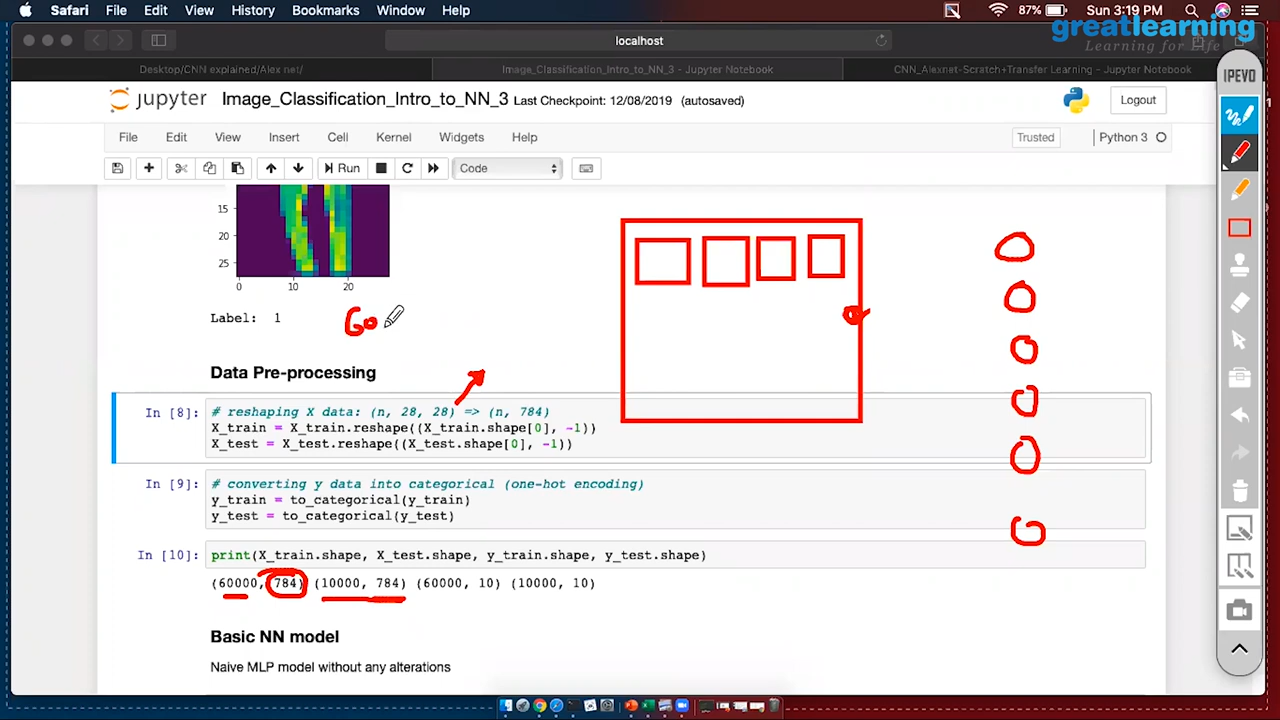 Safari File Edit View History Bookmarks Window Help 87% Sun 3:19 PM
greatlearning
Learning for Life
localhost
Desktop/CNN explained/Alex net/ Image_Classification_Intro_to_NN_3 - Jupyter Notebook CNN_Alexnet-Scratch+Transfer Learning - Jupyter Notebook
IPEVO
jupyter Image_Classification_Intro_to_NN_3 Last Checkpoint: 12/08/2019 (autosaved) Logout
File Edit View Insert Cell Kernel Widgets Help Trusted Python 3
Run Code
15
20
25
0 10 20
Label: 1 60
Data Pre-processing
In [8]: # reshaping X data: (n, 28, 28) => (n, 784)
X_train = X_train.reshape((X_train.shape[0], -1))
X_test = X_test.reshape((X_test.shape[0], -1))
In [9]: # converting y data into categorical (one-hot encoding)
y_train = to_categorical(y_train)
y_test = to_categorical(y_test)
In [10]: print(X_train.shape, X_test.shape, y_train.shape, y_test.shape)
(60000, 784) (10000, 784) (60000, 10) (10000, 10)
Basic NN model
Naive MLP model without any alterations